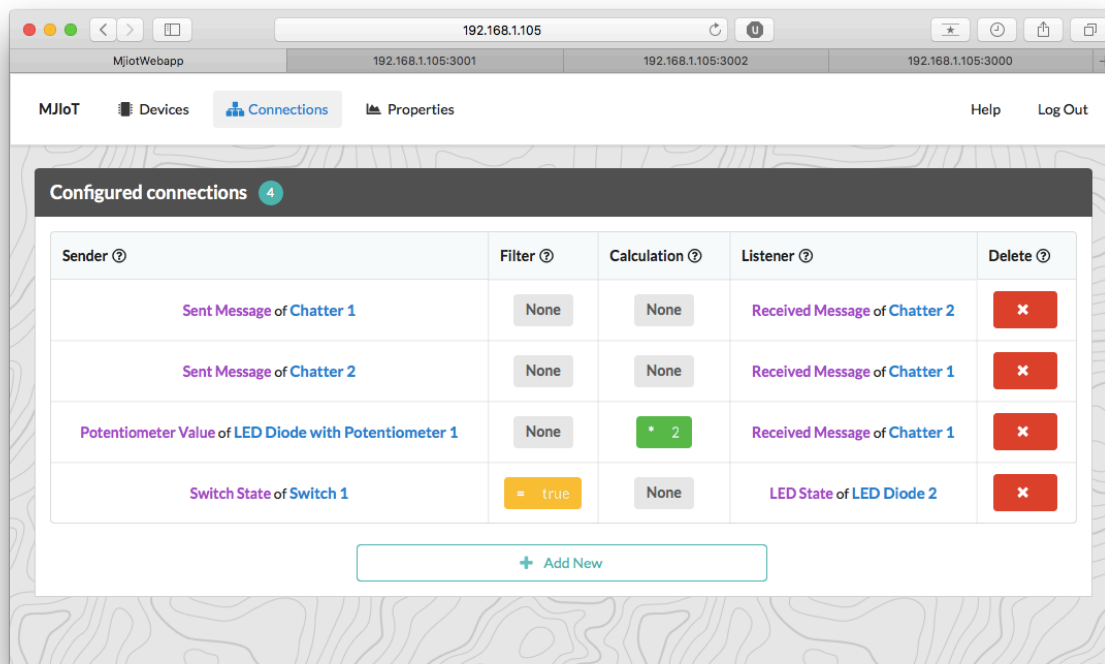 192.168.1.105
MjiotWebapp 192.168.1.105:3001 192.168.1.105:3002 192.168.1.105:3000
MJIoT Devices Connections Properties Help Log Out
Configured connections 4
Sender Filter Calculation Listener Delete
Sent Message of Chatter 1 None None Received Message of Chatter 2
Sent Message of Chatter 2 None None Received Message of Chatter 1
Potentiometer Value of LED Diode with Potentiometer 1 None * 2 Received Message of Chatter 1
Switch State of Switch 1 = true None LED State of LED Diode 2
+ Add New